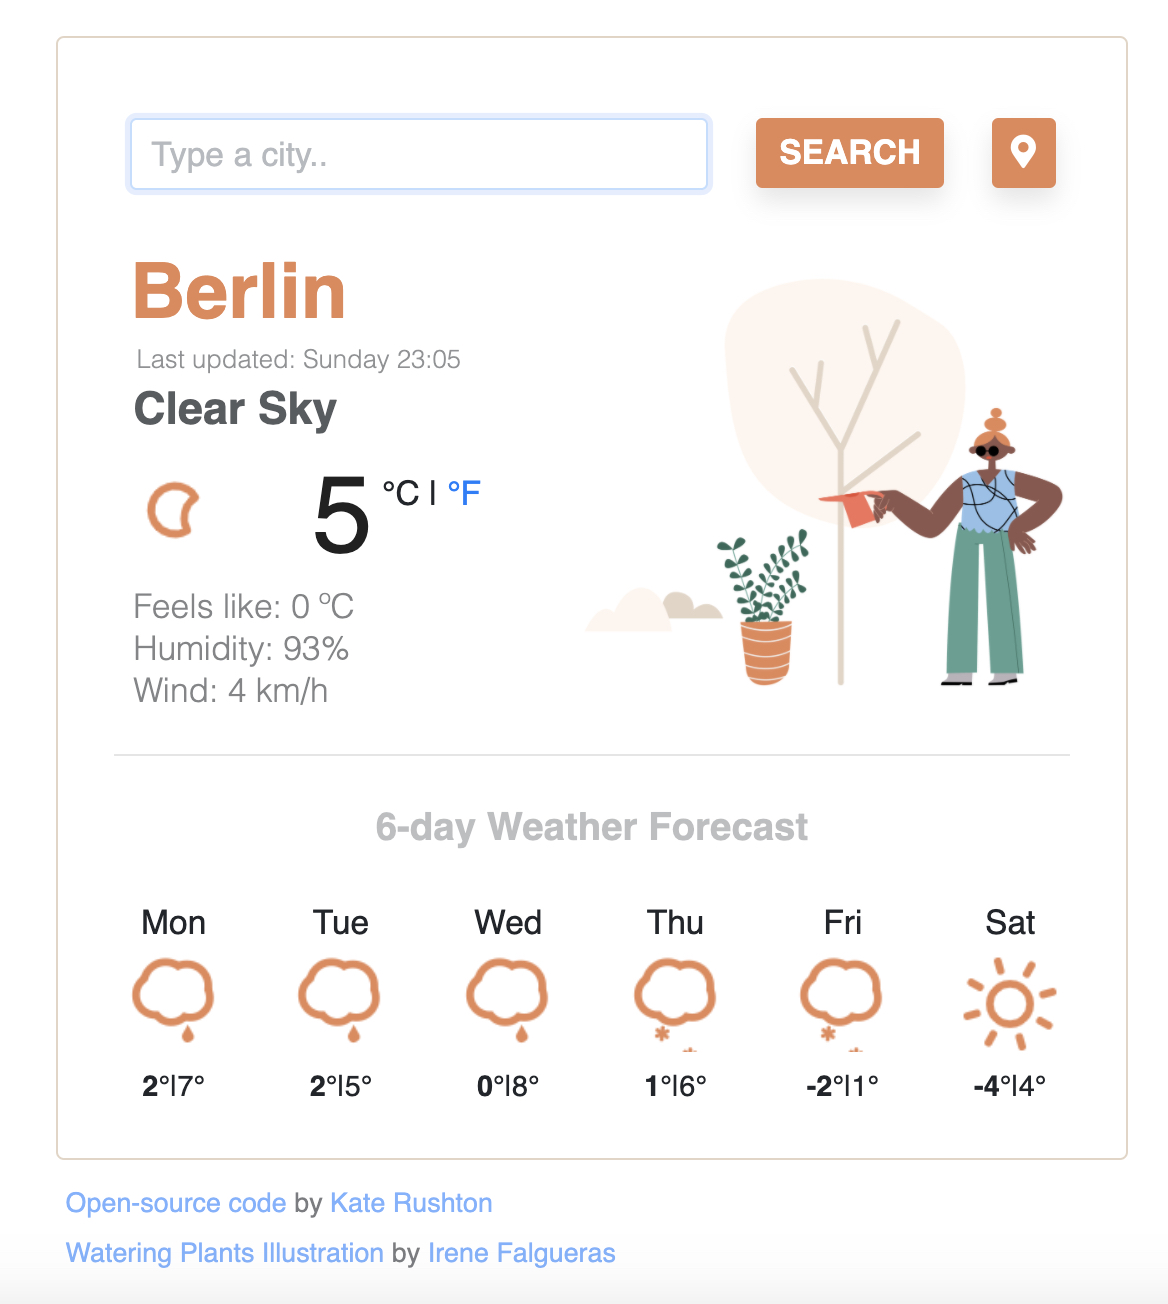 Type a city..
SEARCH
Berlin
Last updated: Sunday 23:05
Clear Sky
5 °C | °F
Feels like: 0 °C
Humidity: 93%
Wind: 4 km/h
6-day Weather Forecast
Mon Tue Wed Thu Fri Sat
2°|7° 2°|5° 0°|8° 1°|6° -2°|1° -4°|4°
Open-source code by Kate Rushton
Watering Plants Illustration by Irene Falgueras